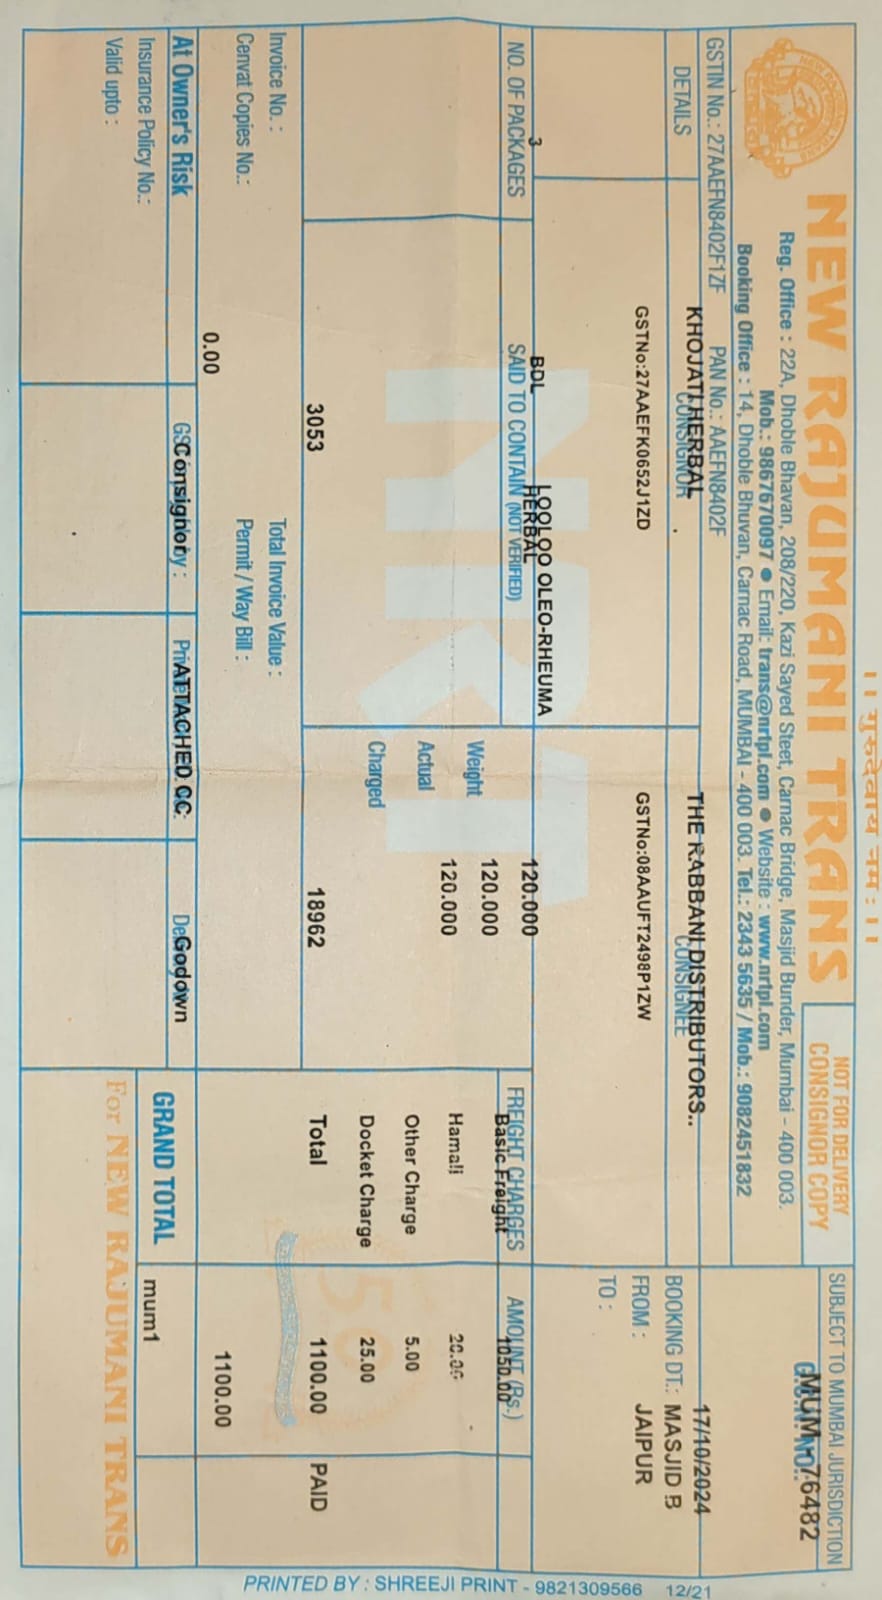 ।। गुरुदेवाय नमः ।।
NEW RAJUMANI TRANS
NOT FOR DELIVERY
CONSIGNOR COPY
SUBJECT TO MUMBAI JURISDICTION
MUM - 76482
Reg. Office : 22A, Dhoble Bhavan, 208/220, Kazi Sayed Steet, Carnac Bridge, Masjid Bunder, Mumbai - 400 003.
Mob.: 9867670097 ● Email: trans@nrtpl.com ● Website : www.nrtpl.com
Booking Office : 14, Dhoble Bhuvan, Carnac Road, MUMBAI - 400 003. Tel.: 2343 5635 / Mob.: 9082451832
GSTIN No.: 27AAEFN8402F1ZF PAN No.: AAEFN8402F
17/10/2024
DETAILS
KHOJATI HERBAL
CONSIGNOR
THE RABBANI DISTRIBUTORS..
CONSIGNEE
BOOKING DT.: MASJID B
GSTNo:27AAEFK0652J1ZD
GSTNo:08AAUFT2498P1ZW
FROM : JAIPUR
TO :
3
BDL
LOOLOO OLEO-RHEUMA
HERBAL
120.000
NO. OF PACKAGES
SAID TO CONTAIN (NOT VERIFIED)
FREIGHT CHARGES
AMOUNT (Rs.)
Basic Freight 1050.00
Weight
120.000
Actual
120.000
Charged
Hamali 20.00
Other Charge 5.00
Docket Charge 25.00
NRT
3053
18962
Total 1100.00 PAID
Invoice No. :
Total Invoice Value :
Cenvat Copies No.:
Permit / Way Bill :
0.00
1100.00
At Owner's Risk
Consignor
ATTACHED CC.
Godown
GRAND TOTAL
mum1
Insurance Policy No.:
Valid upto :
For NEW RAJUMANI TRANS
PRINTED BY : SHREEJI PRINT - 9821309566 12/21